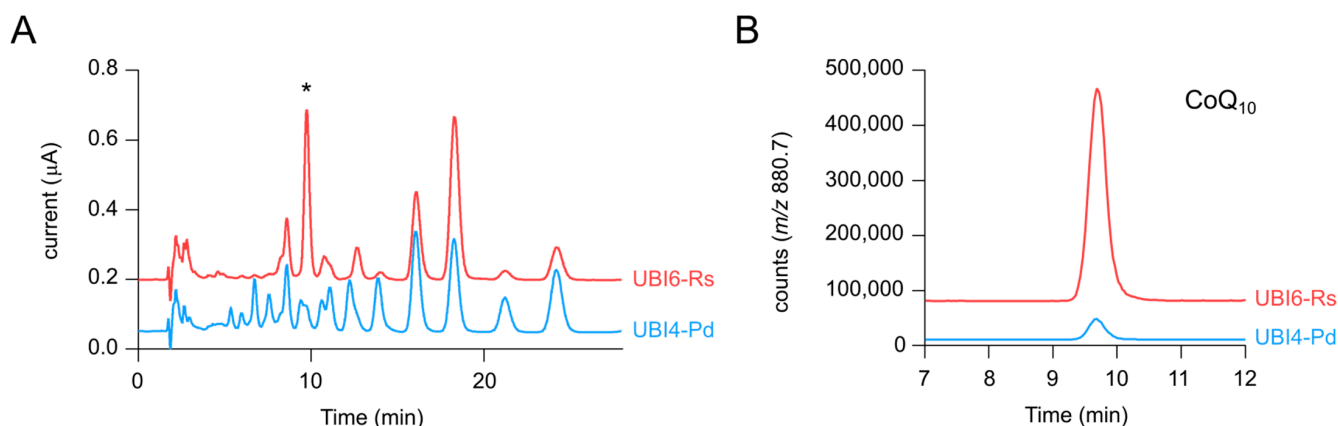 A
0.8
0.6
0.4
0.2
0.0
current (μA)
*
UBI6-Rs
UBI4-Pd
0
10
20
Time (min)
B
500,000
400,000
300,000
200,000
100,000
0
counts (m/z 880.7)
CoQ10
UBI6-Rs
UBI4-Pd
7
8
9
10
11
12
Time (min)